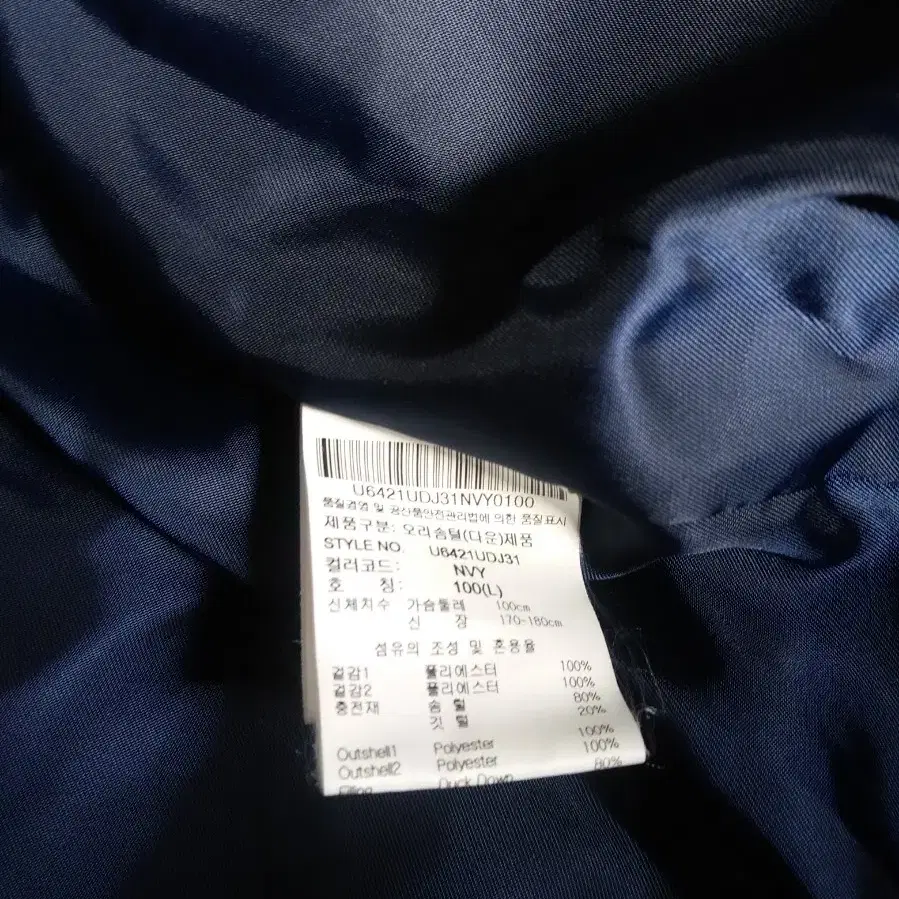 U6421UDJ31NVY0100
품질경영 및 공산품안전관리법에 의한 품질표시
제품구분: 오리솜털(다운)제품
STYLE NO. U6421UDJ31
컬러코드: NVY
호 칭: 100(L)
신체치수 가슴둘레 100cm
신 장 170-180cm
섬유의 조성 및 혼용율
겉감1 폴리에스터 100%
겉감2 폴리에스터 100%
충전재 솜 털 80%
깃 털 20%
100%
Outshell1 Polyester 100%
Outshell2 Polyester 80%
Filling Duck Down